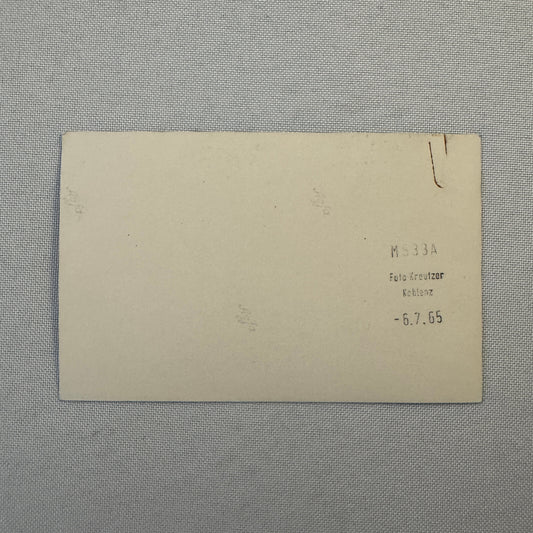 MS33A
Foto Kreutzer
Koblenz
-6.7.65